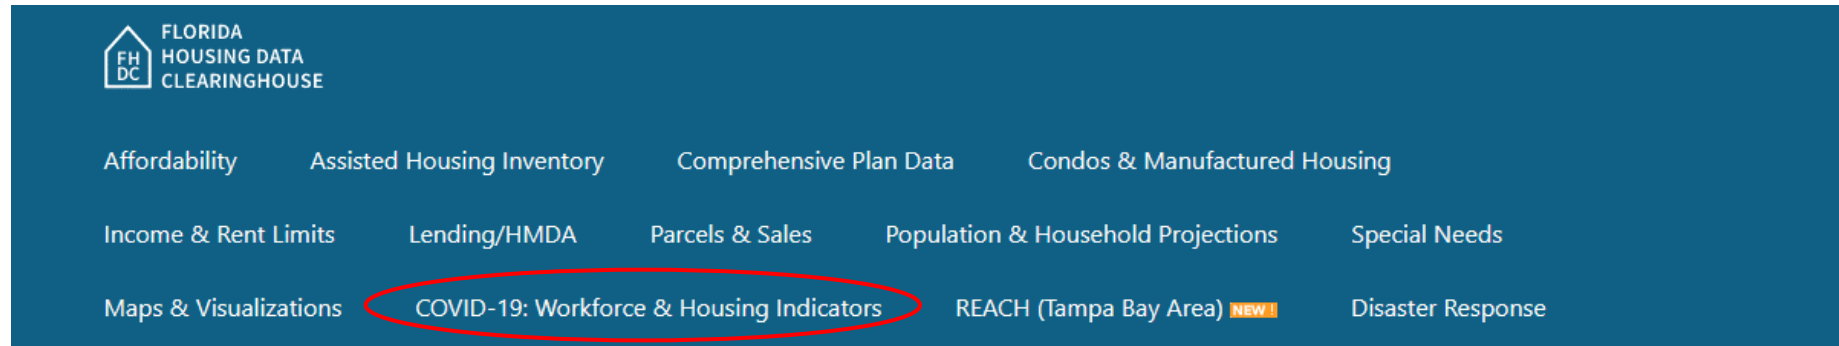 FLORIDA
HOUSING DATA
CLEARINGHOUSE
FH
DC
Affordability Assisted Housing Inventory Comprehensive Plan Data Condos & Manufactured Housing
Income & Rent Limits Lending/HMDA Parcels & Sales Population & Household Projections Special Needs
Maps & Visualizations COVID-19: Workforce & Housing Indicators REACH (Tampa Bay Area) NEW ! Disaster Response